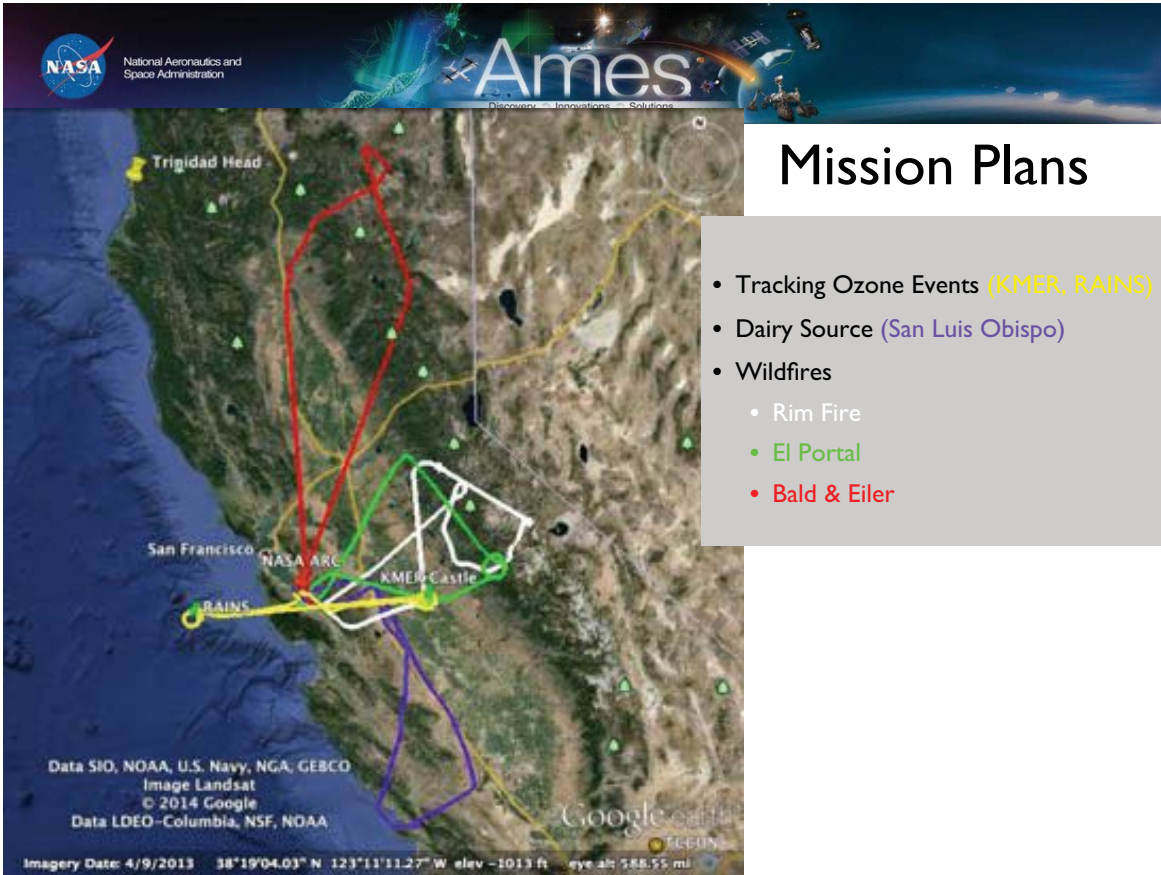 NASA
National Aeronautics and
Space Administration
Ames
Discovery Innovations Solutions
Mission Plans
N
Trinidad Head
• Tracking Ozone Events (KMER, RAINS)
• Dairy Source (San Luis Obispo)
• Wildfires
• Rim Fire
• El Portal
• Bald & Eiler
San Francisco
NASA ARC
KMER Castle
RAINS
Data SIO, NOAA, U.S. Navy, NGA, GEBCO
Image Landsat
© 2014 Google
Data LDEO-Columbia, NSF, NOAA
Google earth
TCCON
Imagery Date: 4/9/2013 38°19'04.03" N 123°11'11.27" W elev -1013 ft eye alt 588.55 mi